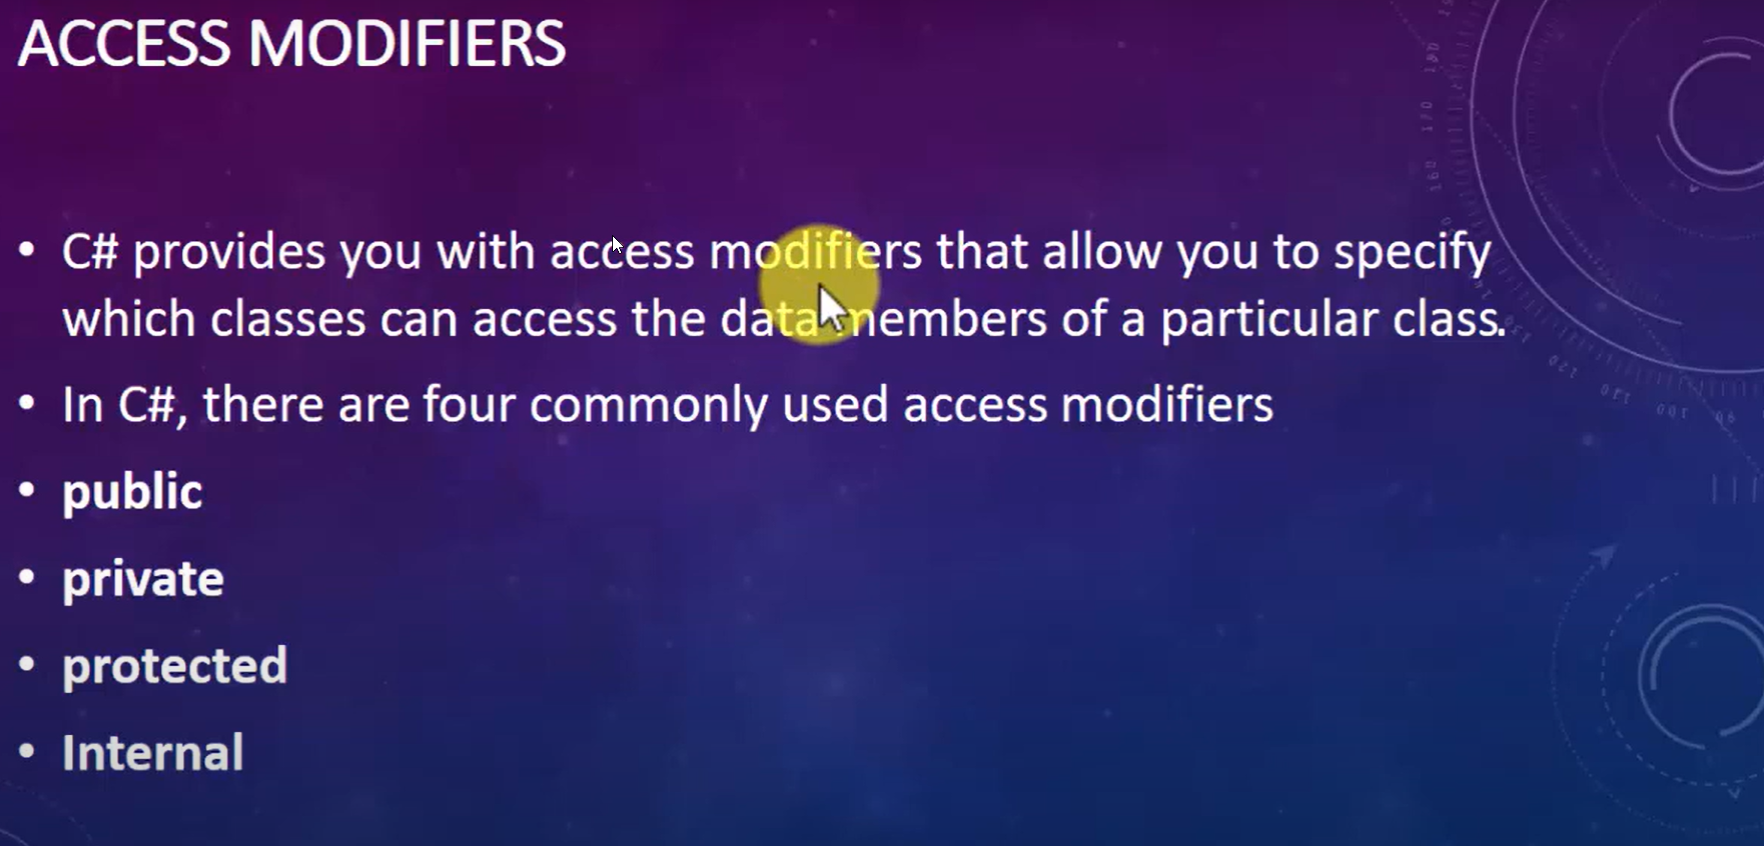 ACCESS MODIFIERS
• C# provides you with access modifiers that allow you to specify
which classes can access the data members of a particular class.
• In C#, there are four commonly used access modifiers
• public
• private
• protected
• Internal